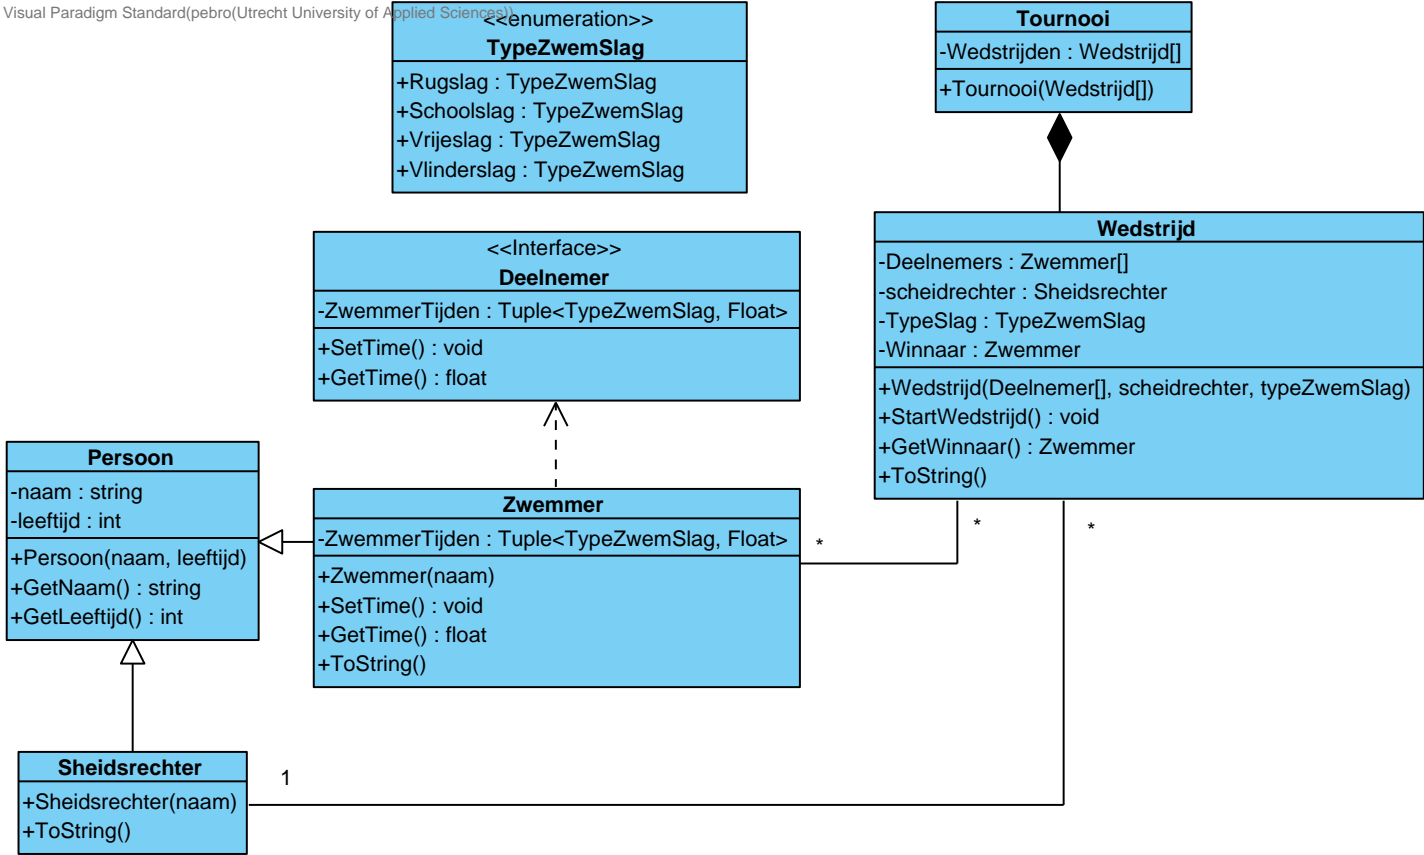 Visual Paradigm Standard(pebro(Utrecht University of Applied Sciences))
<<enumeration>>
TypeZwemSlag
+Rugslag : TypeZwemSlag
+Schoolslag : TypeZwemSlag
+Vrijeslag : TypeZwemSlag
+Vlinderslag : TypeZwemSlag
Tournooi
-Wedstrijden : Wedstrijd[]
+Tournooi(Wedstrijd[])
<<Interface>>
Deelnemer
-ZwemmerTijden : Tuple<TypeZwemSlag, Float>
+SetTime() : void
+GetTime() : float
Wedstrijd
-Deelnemers : Zwemmer[]
-scheidrechter : Sheidsrechter
-TypeSlag : TypeZwemSlag
-Winnaar : Zwemmer
+Wedstrijd(Deelnemer[], scheidrechter, typeZwemSlag)
+StartWedstrijd() : void
+GetWinnaar() : Zwemmer
+ToString()
Persoon
-naam : string
-leeftijd : int
+Persoon(naam, leeftijd)
+GetNaam() : string
+GetLeeftijd() : int
Zwemmer
-ZwemmerTijden : Tuple<TypeZwemSlag, Float>
+Zwemmer(naam)
+SetTime() : void
+GetTime() : float
+ToString()
*
*
*
Sheidsrechter
+Sheidsrechter(naam)
+ToString()
1